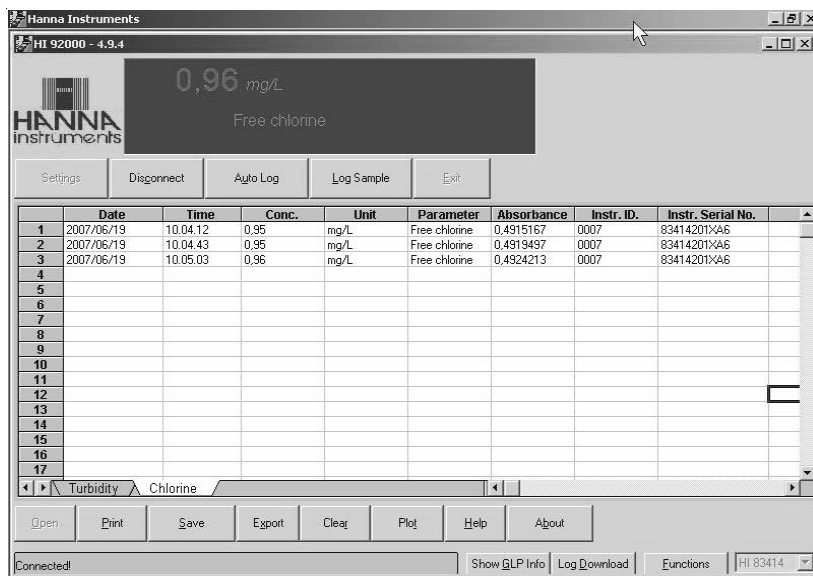 Hanna Instruments
HI 92000 - 4.9.4
HANNA
instruments
0,96 mg/L
Free chlorine
Settings Disconnect Auto Log Log Sample Exit
Date Time Conc. Unit Parameter Absorbance Instr. ID. Instr. Serial No.
1 2007/06/19 10.04.12 0,95 mg/L Free chlorine 0,4915167 0007 83414201XA6
2 2007/06/19 10.04.43 0,95 mg/L Free chlorine 0,4919497 0007 83414201XA6
3 2007/06/19 10.05.03 0,96 mg/L Free chlorine 0,4924213 0007 83414201XA6
4
5
6
7
8
9
10
11
12
13
14
15
16
17
Turbidity Chlorine
Open Print Save Export Clear Plot Help About
Connected! Show GLP Info Log Download Functions HI 83414